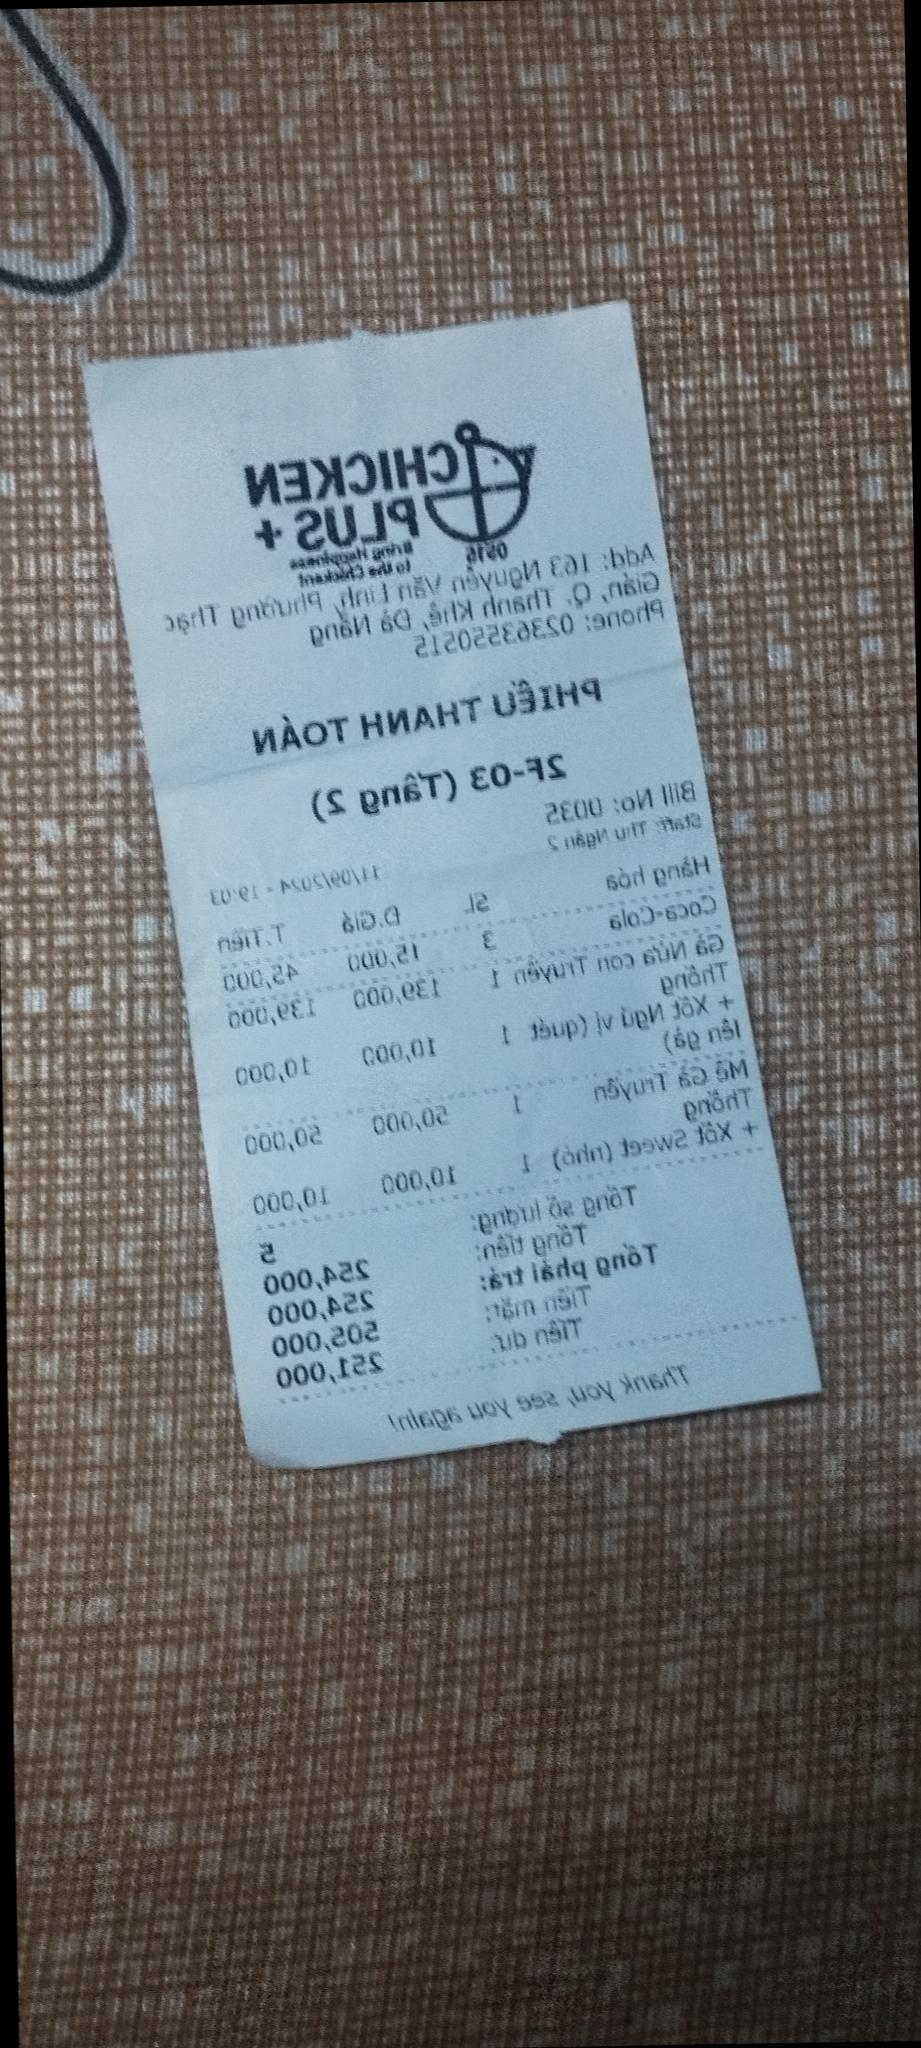 CHICKEN
PLUS +
0516
Bring Happiness
to the Chicken!
Add: 163 Nguyễn Văn Linh, Phường Thạc
Gián, Q. Thanh Khê, Đà Nẵng
Phone: 02363550515
PHIẾU THANH TOÁN
2F-03 (Tầng 2)
Bill No: 0035
Staff: Thu Ngân 2
11/09/2024 - 19:03
Hàng hóa SL Đ.Giá T.Tiền
Coca-Cola 3 15,000 45,000
Gà Nửa con Truyền 1 139,000 139,000
Thống
+ Xốt Ngũ vị (quét 1 10,000 10,000
lên gà)
Mề Gà Truyền 1 50,000 50,000
Thống
+ Xốt Sweet (nhỏ) 1 10,000 10,000
Tổng số lượng: 5
Tổng tiền: 254,000
Tổng phải trả: 254,000
Tiền mặt: 505,000
Tiền dư: 251,000
Thank you, see you again!